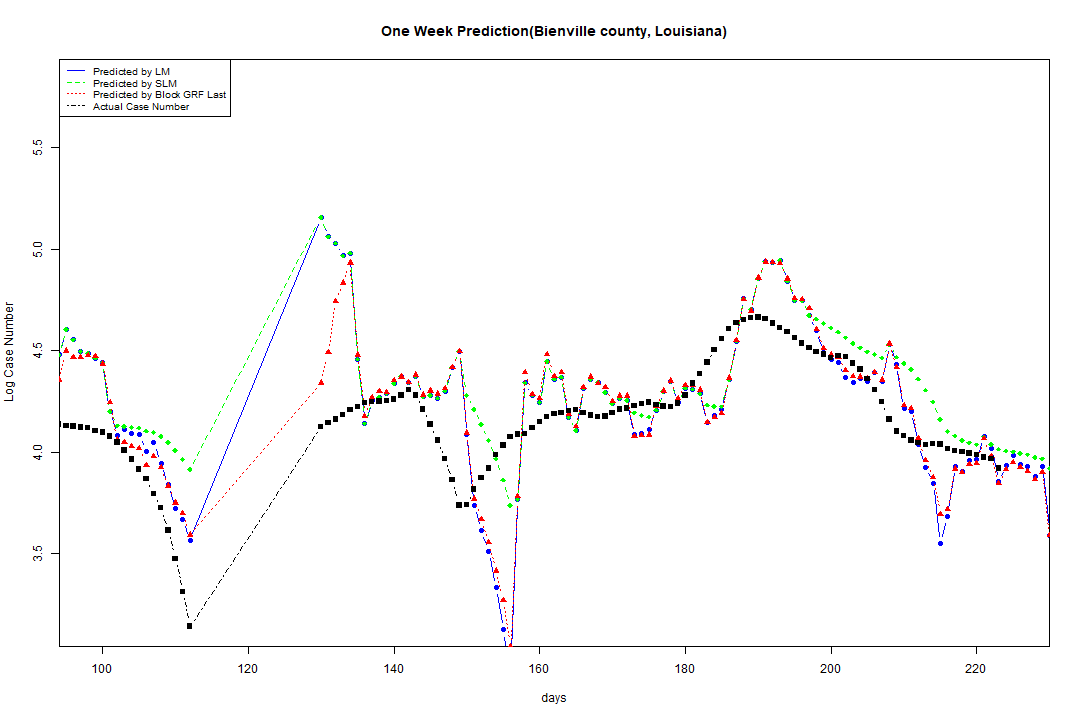 One Week Prediction(Bienville county, Louisiana)
Predicted by LM
Predicted by SLM
Predicted by Block GRF Last
Actual Case Number
5.5
5.0
4.5
4.0
3.5
Log Case Number
100 120 140 160 180 200 220
days